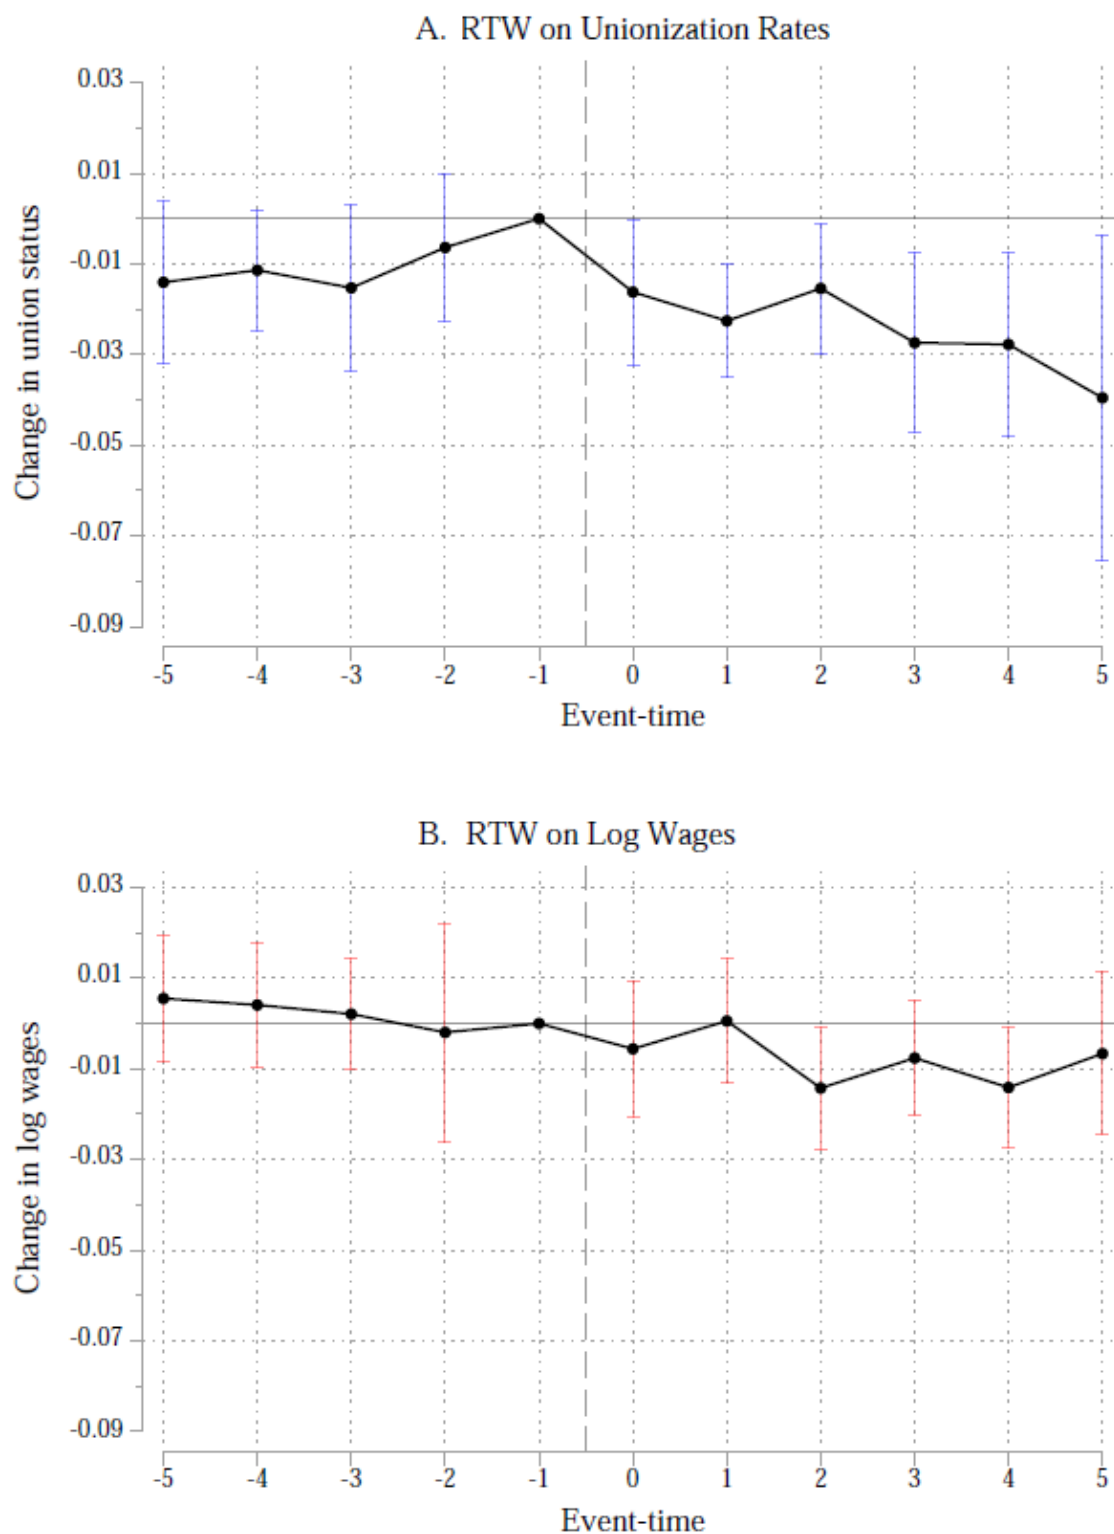 A. RTW on Unionization Rates
0.03
0.01
-0.01
-0.03
-0.05
-0.07
-0.09
Change in union status
-5 -4 -3 -2 -1 0 1 2 3 4 5
Event-time
B. RTW on Log Wages
0.03
0.01
-0.01
-0.03
-0.05
-0.07
-0.09
Change in log wages
-5 -4 -3 -2 -1 0 1 2 3 4 5
Event-time